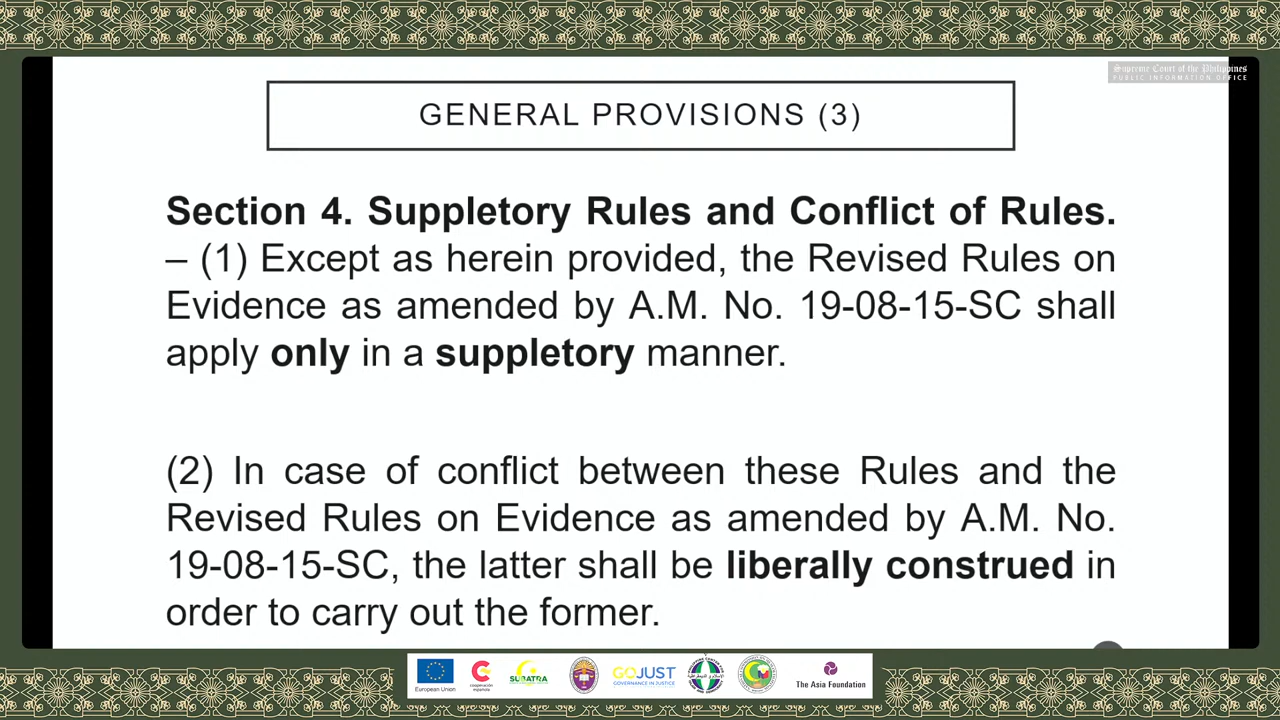 Supreme Court of the Philippines
PUBLIC INFORMATION OFFICE
GENERAL PROVISIONS (3)
Section 4. Suppletory Rules and Conflict of Rules.
– (1) Except as herein provided, the Revised Rules on
Evidence as amended by A.M. No. 19-08-15-SC shall
apply only in a suppletory manner.
(2) In case of conflict between these Rules and the
Revised Rules on Evidence as amended by A.M. No.
19-08-15-SC, the latter shall be liberally construed in
order to carry out the former.
European Union
cooperación
española
SUBATRA
GOJUST
GOVERNANCE IN JUSTICE
The Asia Foundation